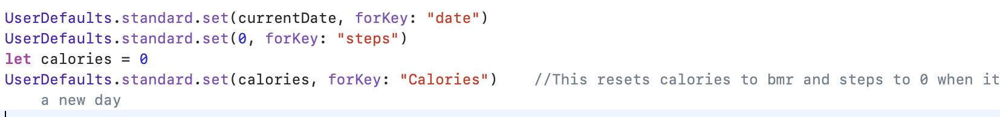 UserDefaults.standard.set(currentDate, forKey: "date")
UserDefaults.standard.set(0, forKey: "steps")
let calories = 0
UserDefaults.standard.set(calories, forKey: "Calories")    //This resets calories to bmr and steps to 0 when it
a new day